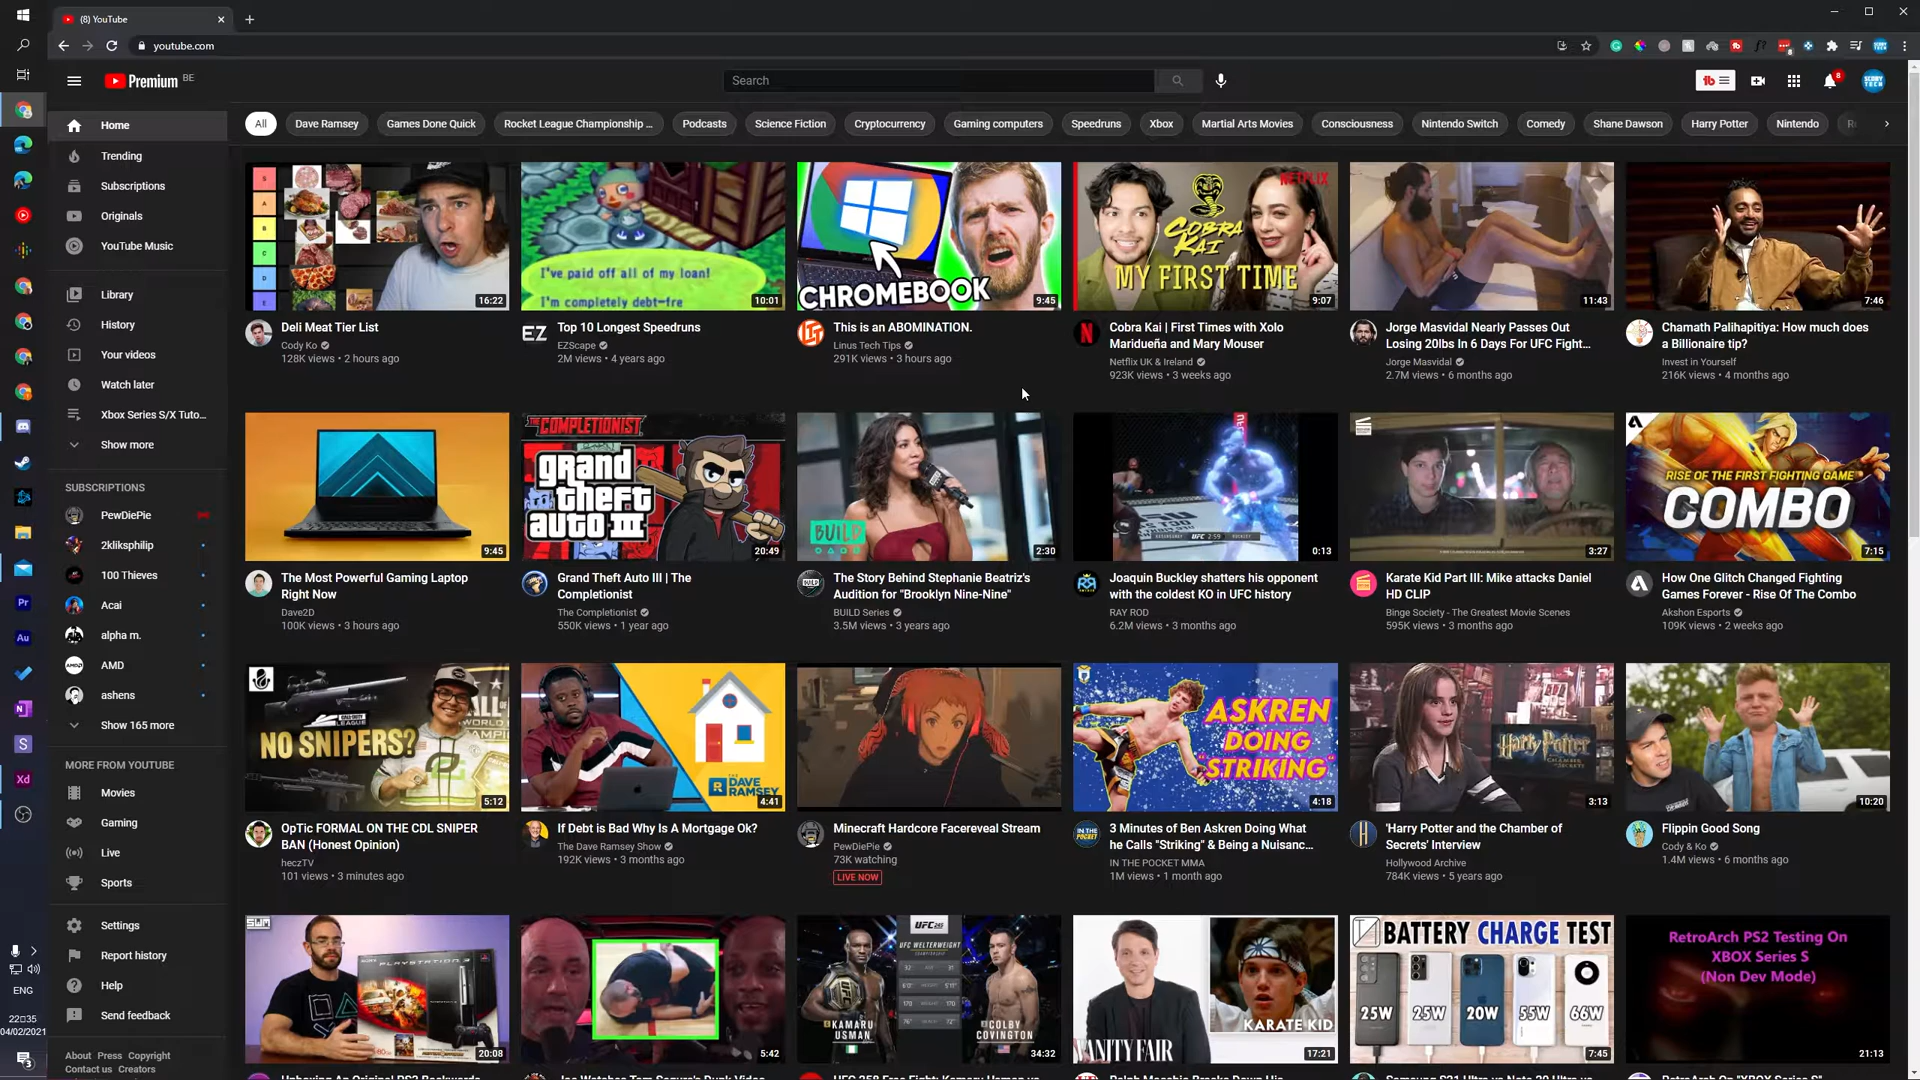 (8) YouTube
youtube.com
Premium BE
Search
8
Home
Trending
Subscriptions
Originals
YouTube Music
Library
History
Your videos
Watch later
Xbox Series S/X Tuto...
Show more
SUBSCRIPTIONS
PewDiePie
2kliksphilip
100 Thieves
Acai
alpha m.
AMD
ashens
Show 165 more
MORE FROM YOUTUBE
Movies
Gaming
Live
Sports
Settings
Report history
Help
Send feedback
About Press Copyright
Contact us Creators
ENG
22:35
04/02/2021
All
Dave Ramsey
Games Done Quick
Rocket League Championship ...
Podcasts
Science Fiction
Cryptocurrency
Gaming computers
Speedruns
Xbox
Martial Arts Movies
Consciousness
Nintendo Switch
Comedy
Shane Dawson
Harry Potter
Nintendo
16:22
Deli Meat Tier List
Cody Ko
128K views • 2 hours ago
I've paid off all of my loan!
I'm completely debt-fre
10:01
EZ
Top 10 Longest Speedruns
EZScape
2M views • 4 years ago
CHROMEBOOK
9:45
This is an ABOMINATION.
Linus Tech Tips
291K views • 3 hours ago
NETFLIX
COBRA
KAI
MY FIRST TIME
9:07
Cobra Kai | First Times with Xolo
Maridueña and Mary Mouser
Netflix UK & Ireland
923K views • 3 weeks ago
11:43
Jorge Masvidal Nearly Passes Out
Losing 20lbs In 6 Days For UFC Fight...
Jorge Masvidal
2.7M views • 6 months ago
7:46
Chamath Palihapitiya: How much does
a Billionaire tip?
Invest in Yourself
216K views • 4 months ago
9:45
The Most Powerful Gaming Laptop
Right Now
Dave2D
100K views • 3 hours ago
THE COMPLETIONIST
grand
theft
auto III
20:49
Grand Theft Auto III | The
Completionist
The Completionist
550K views • 1 year ago
BUILD
2:30
The Story Behind Stephanie Beatriz's
Audition for "Brooklyn Nine-Nine"
BUILD Series
3.5M views • 3 years ago
UFC 2:59
0:13
Joaquin Buckley shatters his opponent
with the coldest KO in UFC history
RAY ROD
6.2M views • 3 months ago
3:27
Karate Kid Part III: Mike attacks Daniel
HD CLIP
Binge Society - The Greatest Movie Scenes
595K views • 3 months ago
RISE OF THE FIRST FIGHTING GAME
COMBO
7:15
How One Glitch Changed Fighting
Games Forever - Rise Of The Combo
Akshon Esports
109K views • 2 weeks ago
NO SNIPERS?
5:12
OpTic FORMAL ON THE CDL SNIPER
BAN (Honest Opinion)
heczTV
101 views • 3 minutes ago
THE
DAVE
RAMSEY
4:41
If Debt is Bad Why Is A Mortgage Ok?
The Dave Ramsey Show
192K views • 3 months ago
Minecraft Hardcore Facereveal Stream
PewDiePie
73K watching
LIVE NOW
ASKREN
DOING
"STRIKING"
4:18
3 Minutes of Ben Askren Doing What
he Calls "Striking" & Being a Nuisanc...
IN THE POCKET MMA
1M views • 1 month ago
Harry Potter
3:13
'Harry Potter and the Chamber of
Secrets' Interview
Hollywood Archive
784K views • 5 years ago
10:20
Flippin Good Song
Cody & Ko
1.4M views • 6 months ago
PLAYSTATION 3
20:08
5:42
UFC 245
UFC WELTERWEIGHT
KAMARU
USMAN
COLBY
COVINGTON
34:32
VANITY FAIR
KARATE KID
17:21
BATTERY CHARGE TEST
25W 25W 20W 55W 66W
7:45
RetroArch PS2 Testing On
XBOX Series S
(Non Dev Mode)
21:13